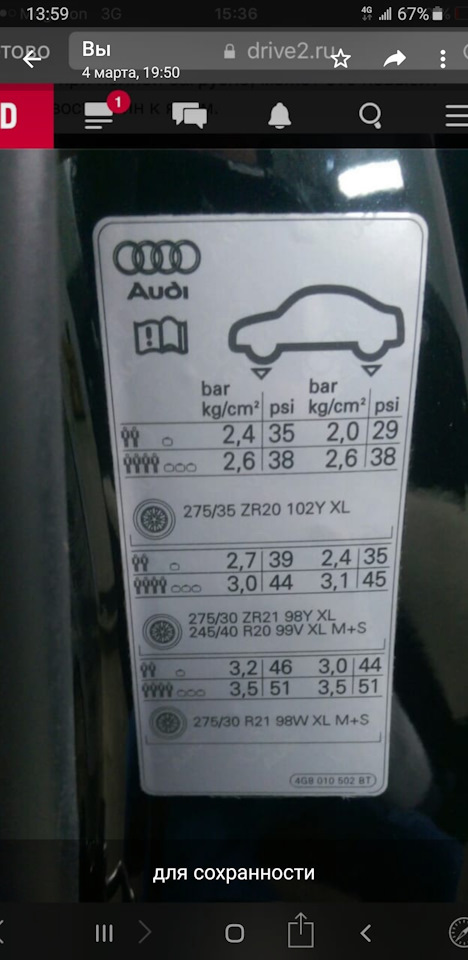 13:59
3G
15:36
4G
67%
тово
Вы
drive2.ru
4 марта, 19:50
D
1
Audi
bar
kg/cm² psi
bar
kg/cm² psi
2,4 35 2,0 29
2,6 38 2,6 38
275/35 ZR20 102Y XL
2,7 39 2,4 35
3,0 44 3,1 45
275/30 ZR21 98Y XL
245/40 R20 99V XL M+S
3,2 46 3,0 44
3,5 51 3,5 51
275/30 R21 98W XL M+S
4G8 010 502 BT
для сохранности